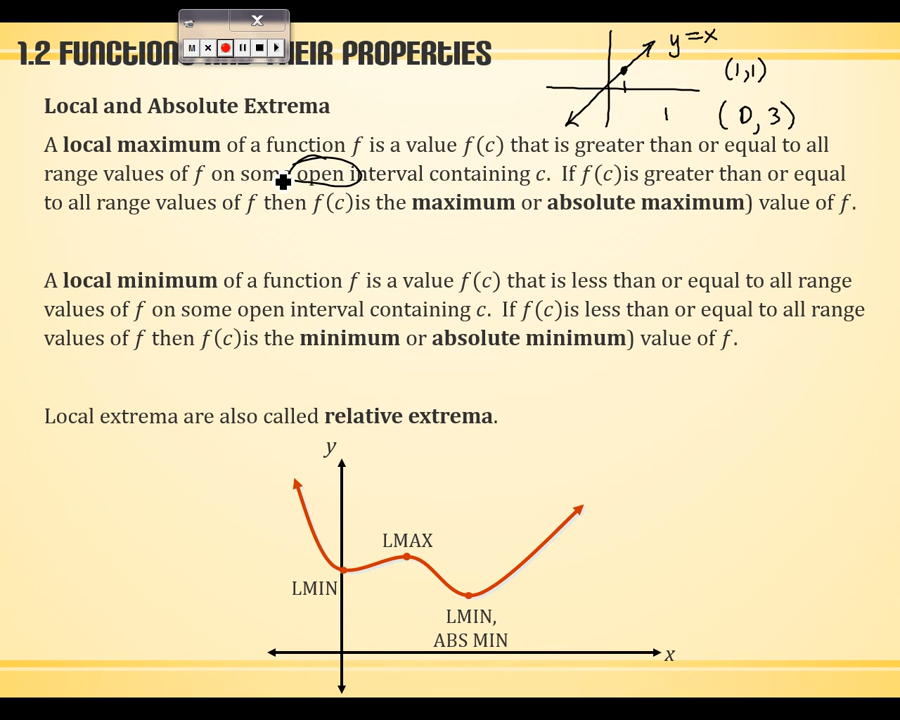 1.2 FUNCTIONS AND THEIR PROPERTIES
y=x
(1,1)
1
1
(0,3)
Local and Absolute Extrema
A local maximum of a function f is a value f(c) that is greater than or equal to all
range values of f on some open interval containing c. If f(c)is greater than or equal
to all range values of f then f(c)is the maximum or absolute maximum) value of f.
A local minimum of a function f is a value f(c) that is less than or equal to all range
values of f on some open interval containing c. If f(c)is less than or equal to all range
values of f then f(c)is the minimum or absolute minimum) value of f.
Local extrema are also called relative extrema.
y
LMAX
LMIN
LMIN,
ABS MIN
x